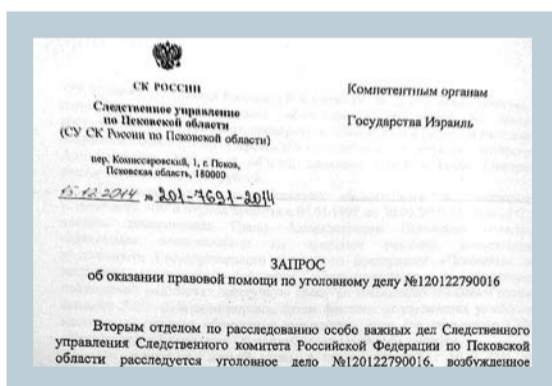 СК РОССИИ
Следственное управление
по Псковской области
(СУ СК России по Псковской области)
пер. Комиссаровский, 1, г. Псков,
Псковская область, 180000
15.12.2014 № 201-7691-2014
Компетентным органам
Государства Израиль
ЗАПРОС
об оказании правовой помощи по уголовному делу №120122790016
Вторым отделом по расследованию особо важных дел Следственного
управления Следственного комитета Российской Федерации по Псковской
области расследуется уголовное дело №120122790016, возбужденное